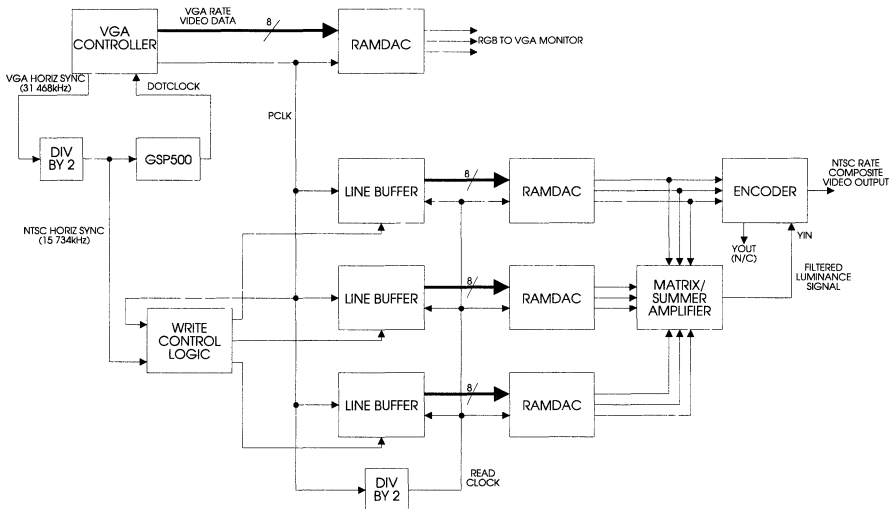 VGA
CONTROLLER
VGA RATE
VIDEO DATA
8
RAMDAC
RGB TO VGA MONITOR
VGA HORIZ SYNC
(31 468kHz)
DOTCLOCK
PCLK
DIV
BY 2
GSP500
NTSC HORIZ SYNC
(15 734kHz)
LINE BUFFER
8
RAMDAC
ENCODER
NTSC RATE
COMPOSITE
VIDEO OUTPUT
YOUT
(N/C)
YIN
FILTERED
LUMINANCE
SIGNAL
LINE BUFFER
8
RAMDAC
MATRIX/
SUMMER
AMPLIFIER
WRITE
CONTROL
LOGIC
LINE BUFFER
8
RAMDAC
DIV
BY 2
READ
CLOCK